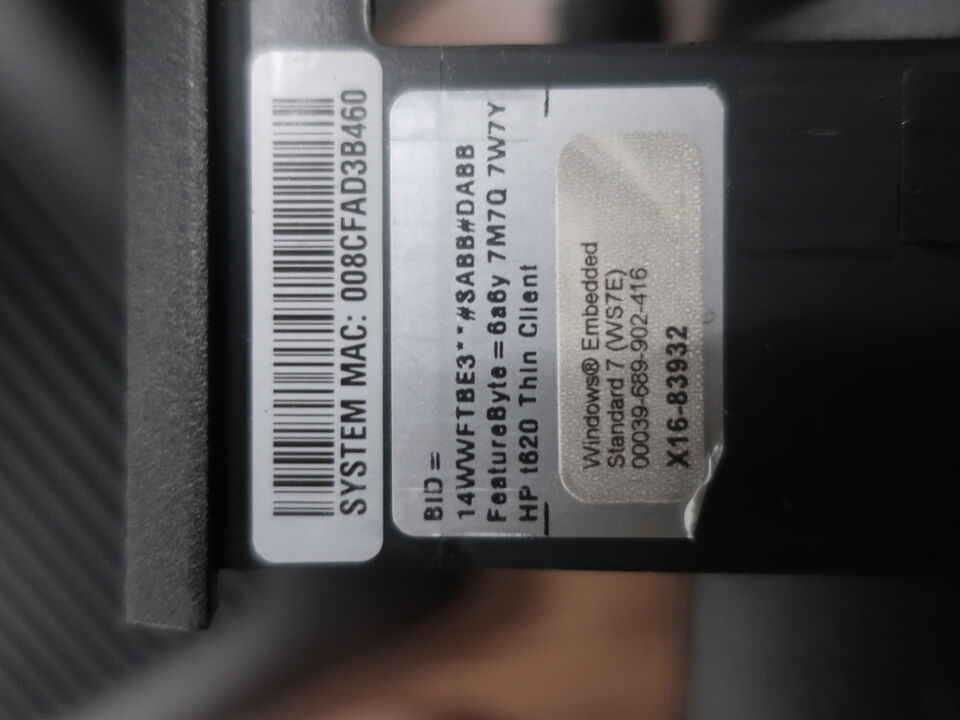 SYSTEM MAC: 008CFAD3B460
BID=
14WWFTBE3**#SABB#DABB
FeatureByte=6a6y 7M7Q 7W7Y
HP t620 Thin Client
Windows® Embedded
Standard 7 (WS7E)
00039-689-902-416
X16-83932